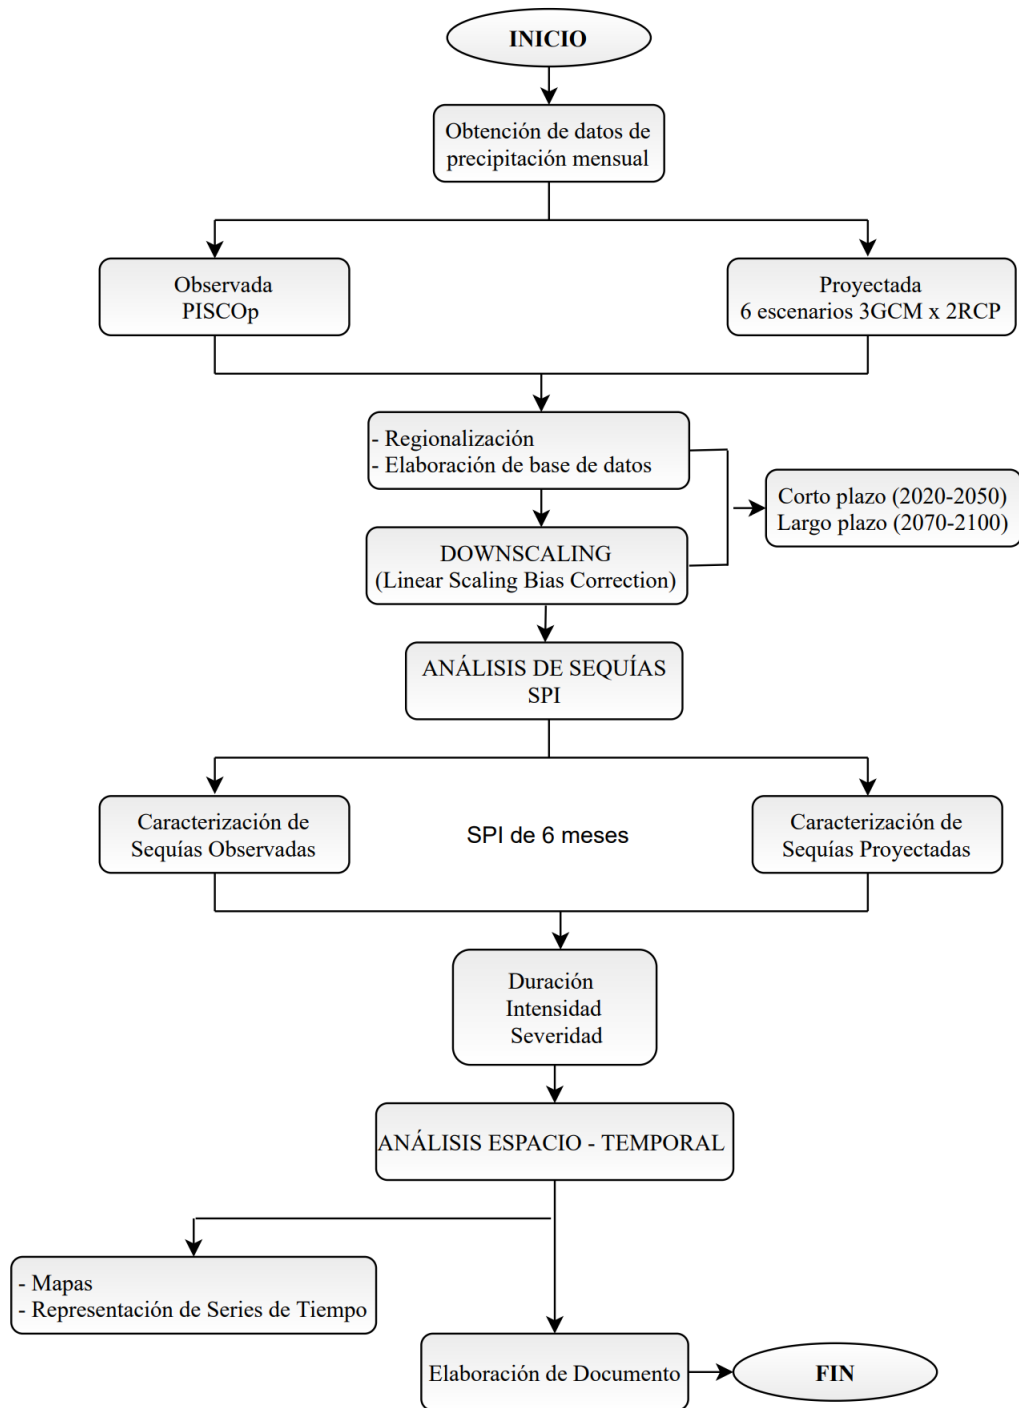 INICIO
Obtención de datos de
precipitación mensual
Observada
PISCOp
Proyectada
6 escenarios 3GCM x 2RCP
- Regionalización
- Elaboración de base de datos
Corto plazo (2020-2050)
Largo plazo (2070-2100)
DOWNSCALING
(Linear Scaling Bias Correction)
ANÁLISIS DE SEQUÍAS
SPI
Caracterización de
Sequías Observadas
SPI de 6 meses
Caracterización de
Sequías Proyectadas
Duración
Intensidad
Severidad
ANÁLISIS ESPACIO - TEMPORAL
- Mapas
- Representación de Series de Tiempo
Elaboración de Documento
FIN